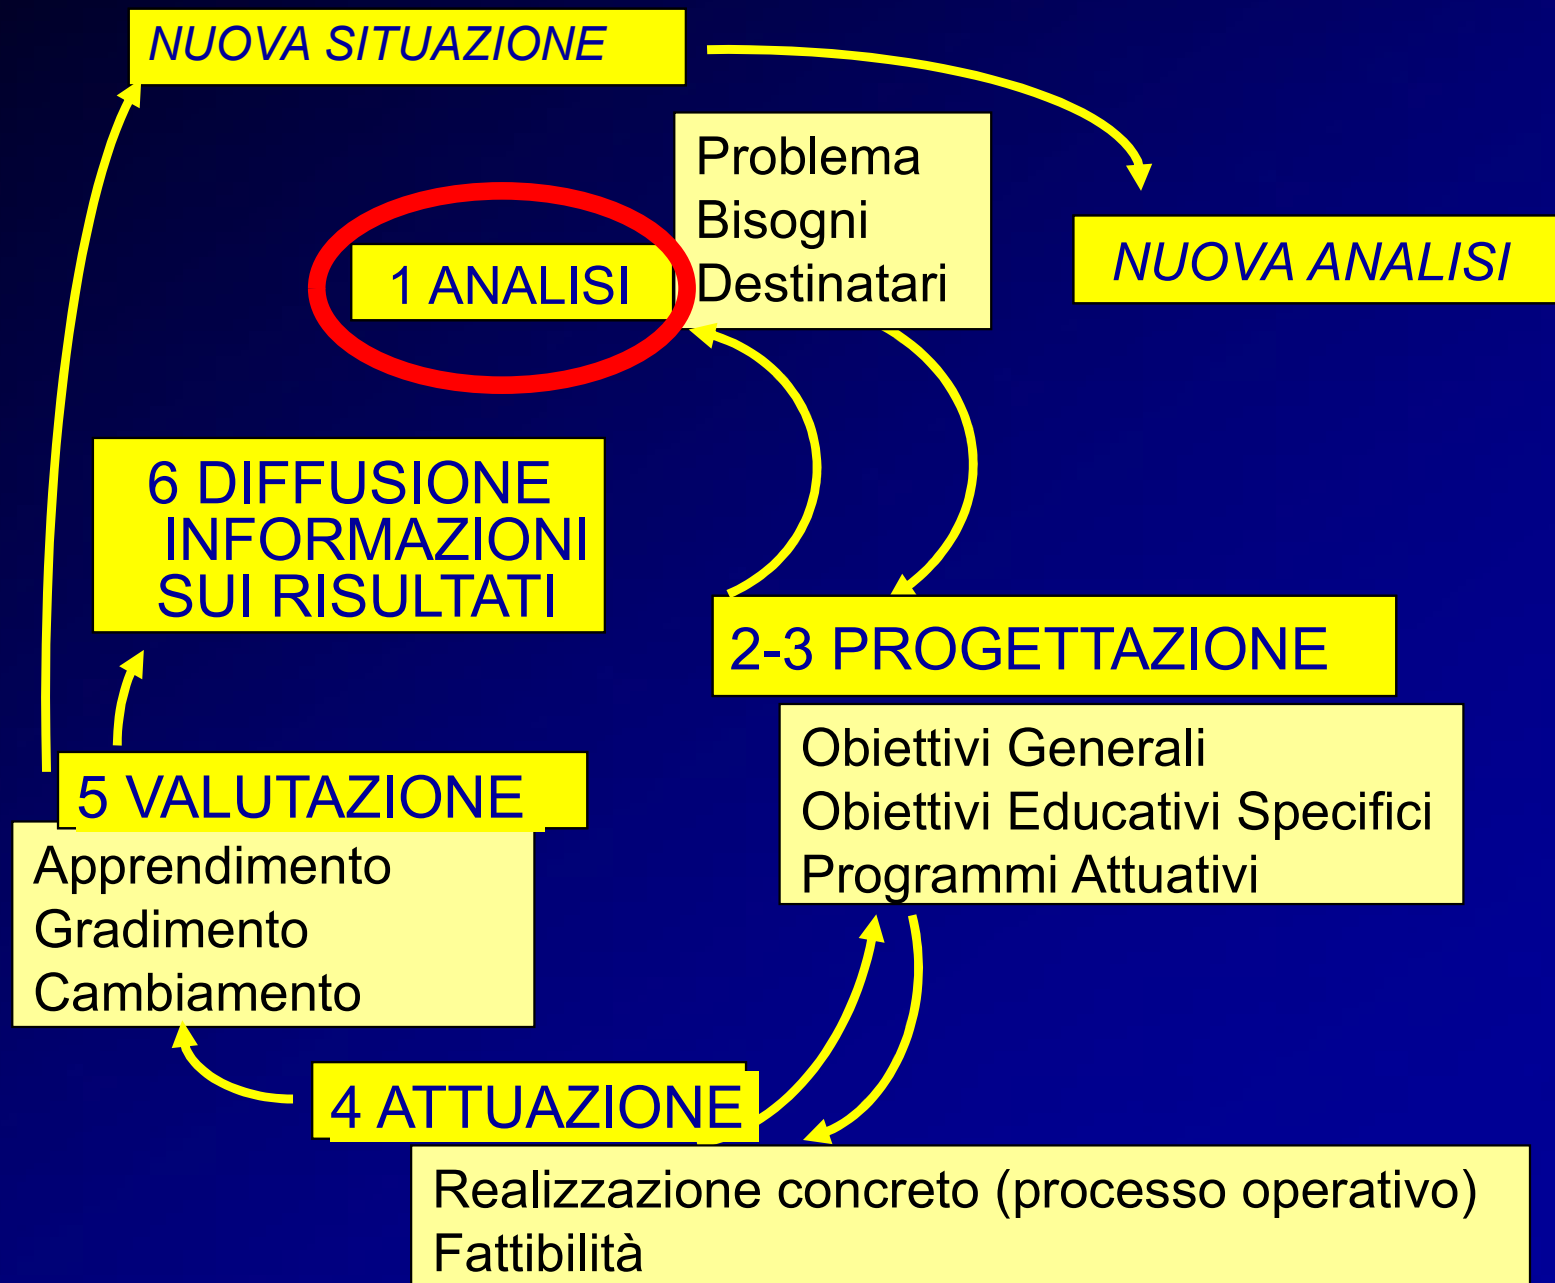 NUOVA SITUAZIONE
Problema
Bisogni
Destinatari
1 ANALISI
NUOVA ANALISI
6 DIFFUSIONE
INFORMAZIONI
SUI RISULTATI
2-3 PROGETTAZIONE
Obiettivi Generali
Obiettivi Educativi Specifici
Programmi Attuativi
5 VALUTAZIONE
Apprendimento
Gradimento
Cambiamento
4 ATTUAZIONE
Realizzazione concreto (processo operativo)
Fattibilità